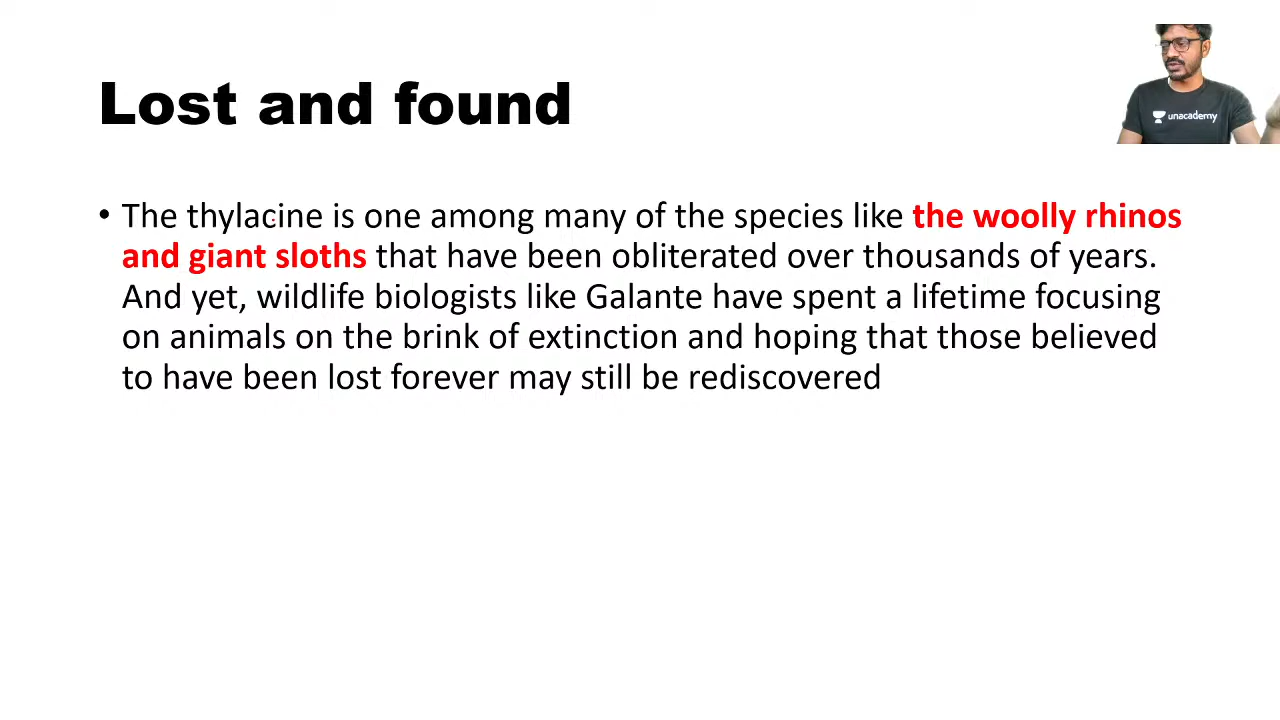 Lost and found
unacademy
• The thylacine is one among many of the species like the woolly rhinos
and giant sloths that have been obliterated over thousands of years.
And yet, wildlife biologists like Galante have spent a lifetime focusing
on animals on the brink of extinction and hoping that those believed
to have been lost forever may still be rediscovered